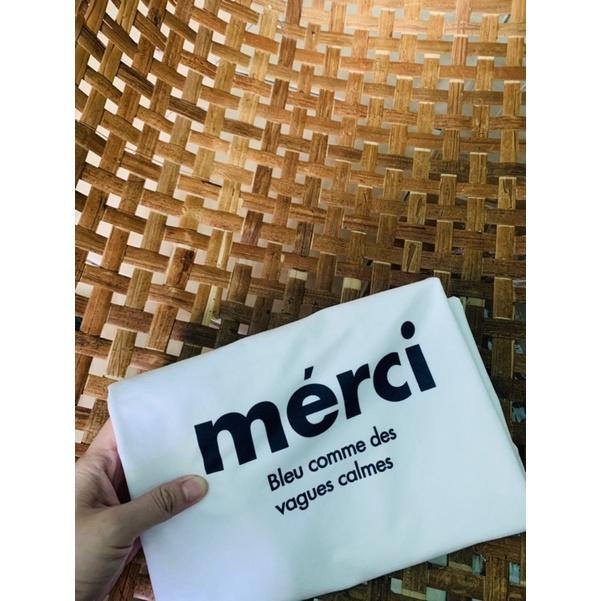 mérci
Bleu comme des
vagues calmes